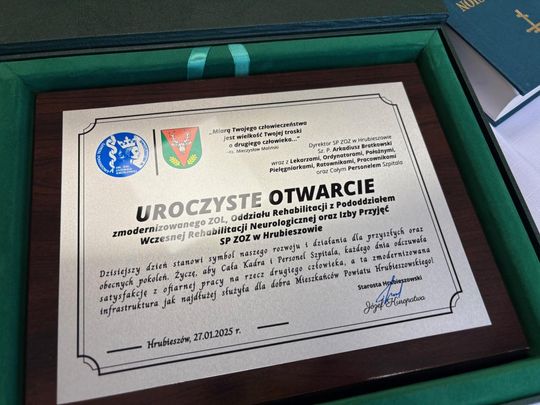 „Miarą Twojego człowieczeństwa
jest wielkość Twojej troski
o drugiego człowieka..."
-ks. Mieczysław Maliński
Dyrektor SP ZOZ w Hrubieszowie
Sz. P. Arkadiusz Bratkowski
wraz z Lekarzami, Ordynatorami, Położnymi,
Pielęgniarkami, Ratownikami, Pracownikami
oraz Całym Personelem Szpitala
UROCZYSTE OTWARCIE
zmodernizowanego ZOL, Oddziału Rehabilitacji z Pododdziałem
Wczesnej Rehabilitacji Neurologicznej oraz Izby Przyjęć
SP ZOZ w Hrubieszowie
Dzisiejszy dzień stanowi symbol naszego rozwoju i działania dla przyszłych oraz
obecnych pokoleń. Życzę, aby Cała Kadra i Personel Szpitala, każdego dnia odczuwała
satysfakcję z ofiarnej pracy na rzecz drugiego człowieka, a ta zmodernizowana
infrastruktura jak najdłużej służyła dla dobra Mieszkańców Powiatu Hrubieszowskiego!
Starosta Hrubieszowski
Józef Kuropatwa
Hrubieszów, 27.01.2025 r.